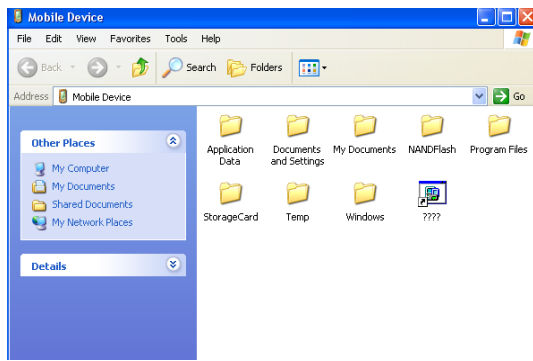 Mobile Device
File Edit View Favorites Tools Help
Back Search Folders
Address Mobile Device Go
Other Places
My Computer
My Documents
Shared Documents
My Network Places
Details
Application Data
Documents and Settings
My Documents
NANDFlash
Program Files
StorageCard
Temp
Windows
????